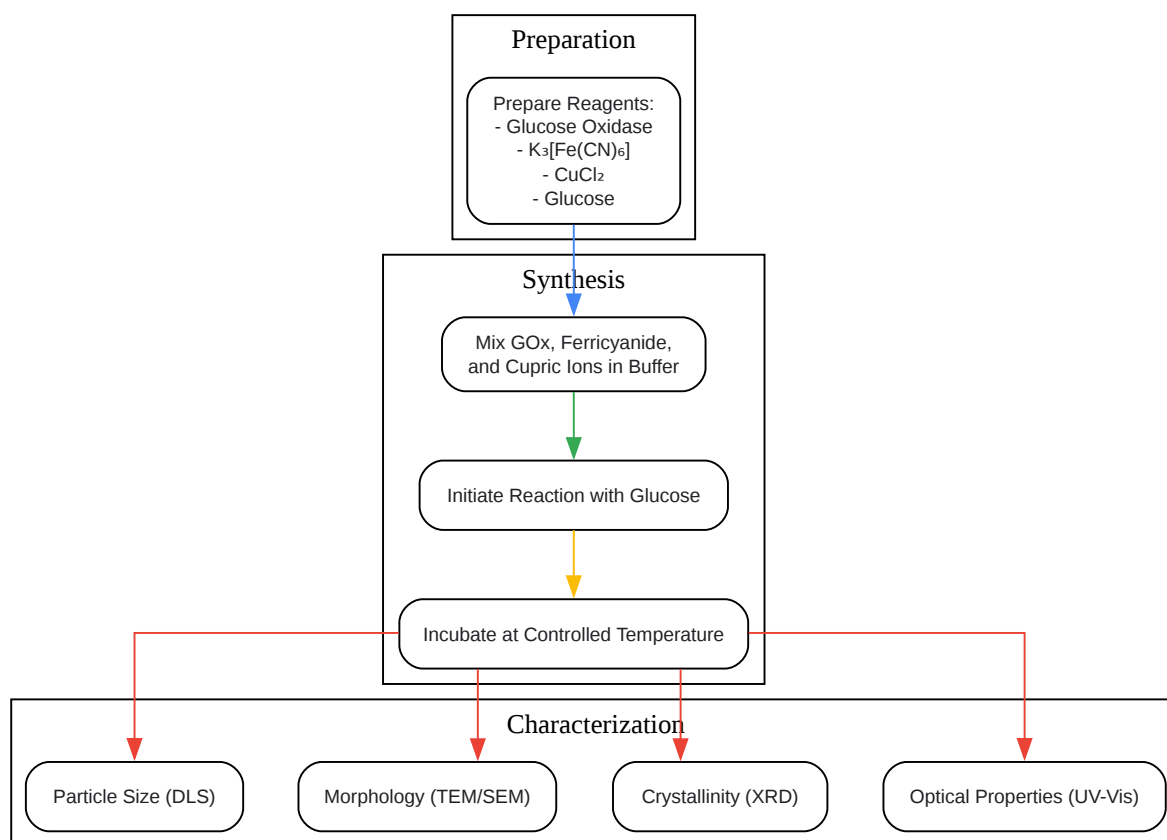 Preparation
Prepare Reagents:
- Glucose Oxidase
- K₃[Fe(CN)₆]
- CuCl₂
- Glucose
Synthesis
Mix GOx, Ferricyanide,
and Cupric Ions in Buffer
Initiate Reaction with Glucose
Incubate at Controlled Temperature
Characterization
Particle Size (DLS)
Morphology (TEM/SEM)
Crystallinity (XRD)
Optical Properties (UV-Vis)